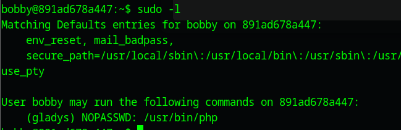 bobby@891ad678a447:~$ sudo -l
Matching Defaults entries for bobby on 891ad678a447:
env_reset, mail_badpass,
secure_path=/usr/local/sbin\:/usr/local/bin\:/usr/sbin\:/usr/
use_pty
User bobby may run the following commands on 891ad678a447:
(gladys) NOPASSWD: /usr/bin/php
bobby@891ad678a447:~$